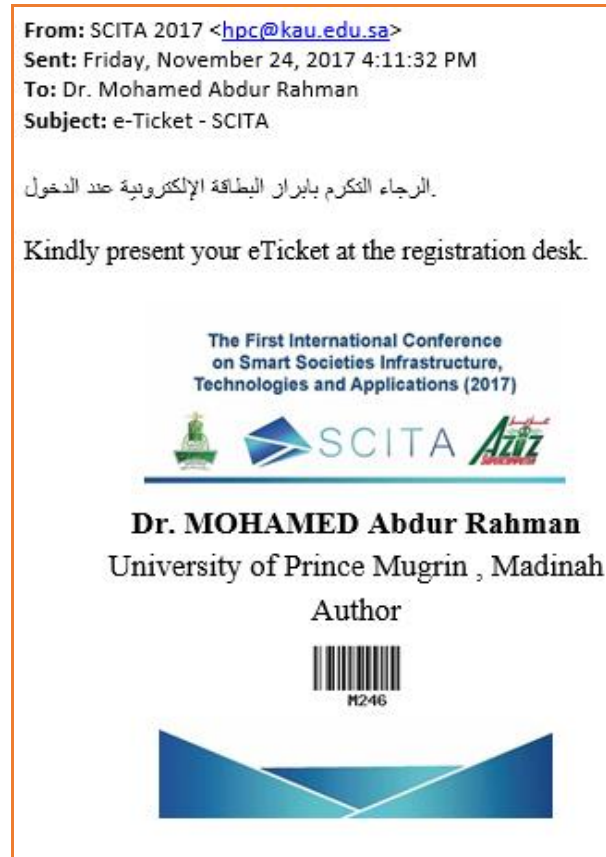 From: SCITA 2017 <hpc@kau.edu.sa>
Sent: Friday, November 24, 2017 4:11:32 PM
To: Dr. Mohamed Abdur Rahman
Subject: e-Ticket - SCITA
.الرجاء التكرم بابراز البطاقة الإلكترونية عند الدخول
Kindly present your eTicket at the registration desk.
The First International Conference
on Smart Societies Infrastructure,
Technologies and Applications (2017)
SCITA AZIZ
SUPERCOMPUTER
Dr. MOHAMED Abdur Rahman
University of Prince Mugrin , Madinah
Author
M246